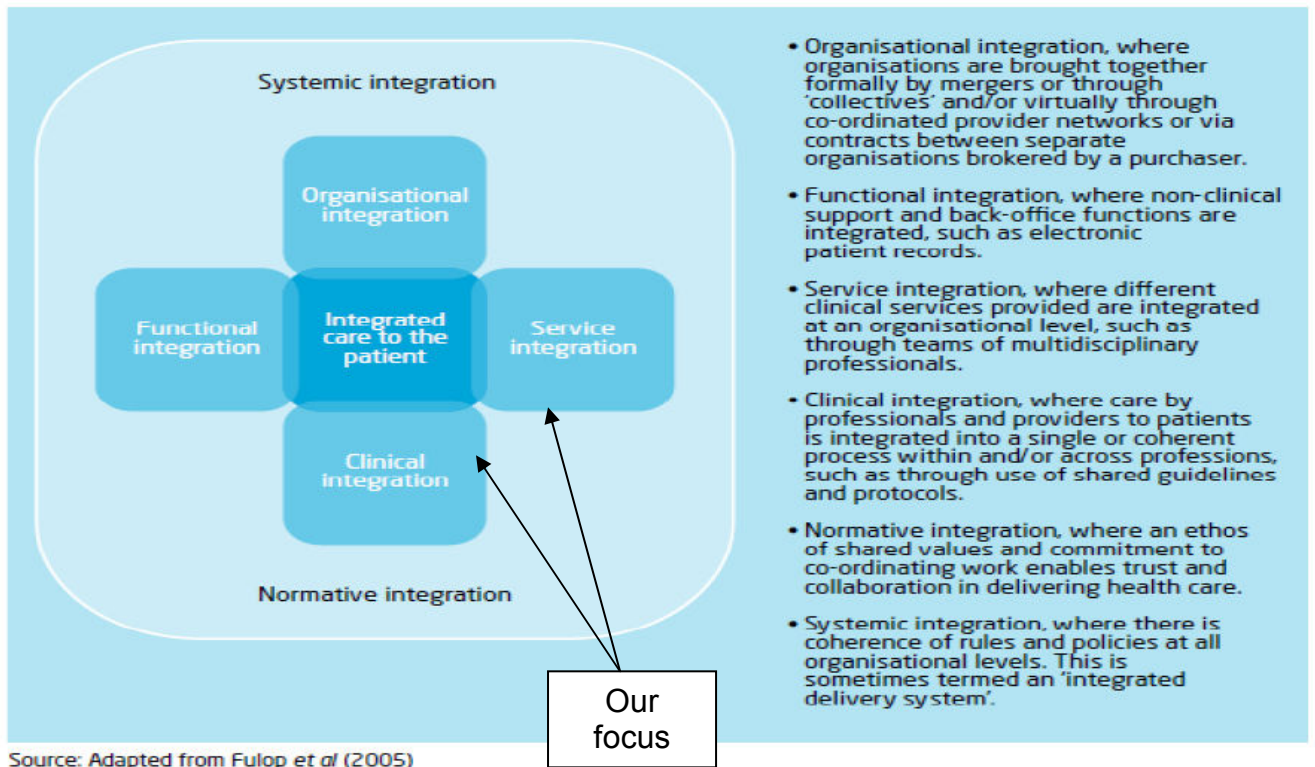 Systemic integration
Organisational
integration
Functional
integration
Integrated
care to the
patient
Service
integration
Clinical
integration
Normative integration
Our
focus
• Organisational integration, where
organisations are brought together
formally by mergers or through
'collectives' and/or virtually through
co-ordinated provider networks or via
contracts between separate
organisations brokered by a purchaser.
• Functional integration, where non-clinical
support and back-office functions are
integrated, such as electronic
patient records.
• Service integration, where different
clinical services provided are integrated
at an organisational level, such as
through teams of multidisciplinary
professionals.
• Clinical integration, where care by
professionals and providers to patients
is integrated into a single or coherent
process within and/or across professions,
such as through use of shared guidelines
and protocols.
• Normative integration, where an ethos
of shared values and commitment to
co-ordinating work enables trust and
collaboration in delivering health care.
• Systemic integration, where there is
coherence of rules and policies at all
organisational levels. This is
sometimes termed an 'integrated
delivery system'.
Source: Adapted from Fulop et al (2005)